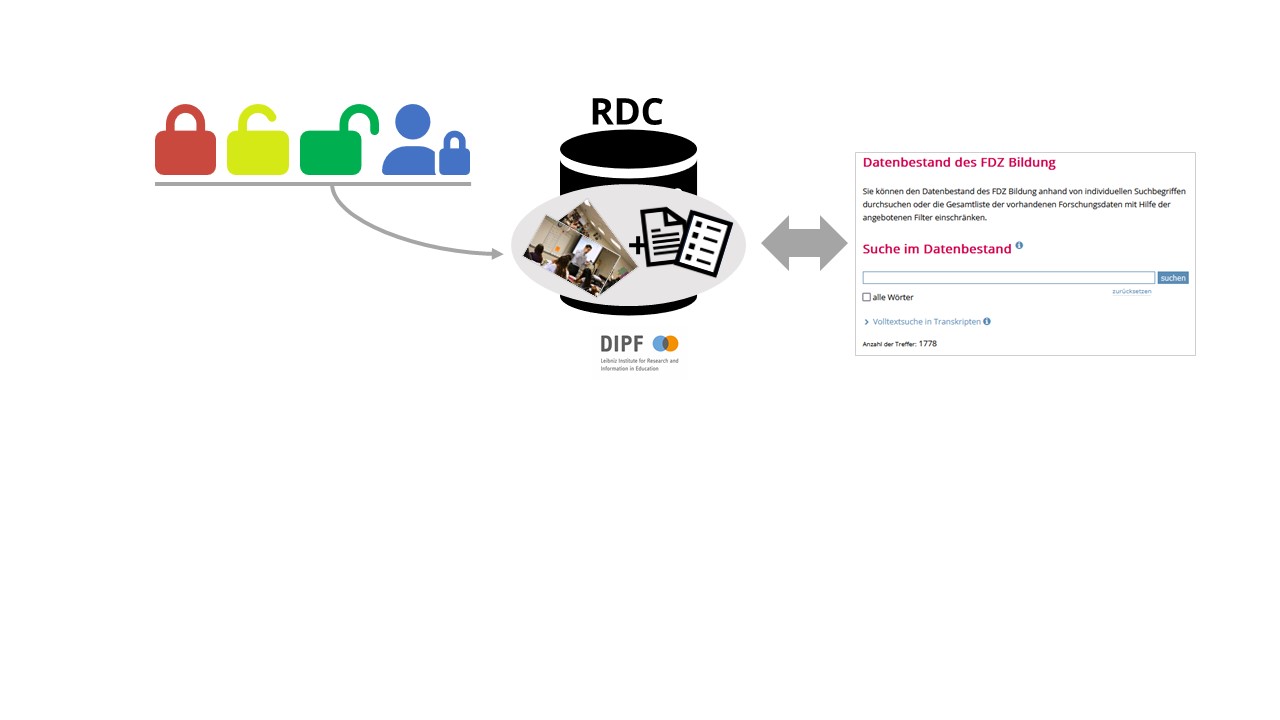 RDC
+
DIPF
Leibniz Institute for Research and
Information in Education
Datenbestand des FDZ Bildung
Sie können den Datenbestand des FDZ Bildung anhand von individuellen Suchbegriffen
durchsuchen oder die Gesamtliste der vorhandenen Forschungsdaten mit Hilfe der
angebotenen Filter einschränken.
Suche im Datenbestand
suchen
zurücksetzen
alle Wörter
Volltextsuche in Transkripten
Anzahl der Treffer: 1778